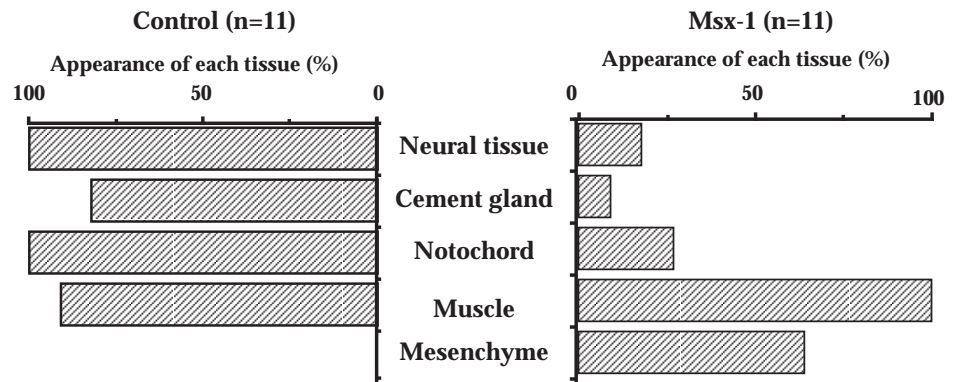 Control (n=11)
Appearance of each tissue (%)
100 50 0
Msx-1 (n=11)
Appearance of each tissue (%)
0 50 100
Neural tissue
Cement gland
Notochord
Muscle
Mesenchyme